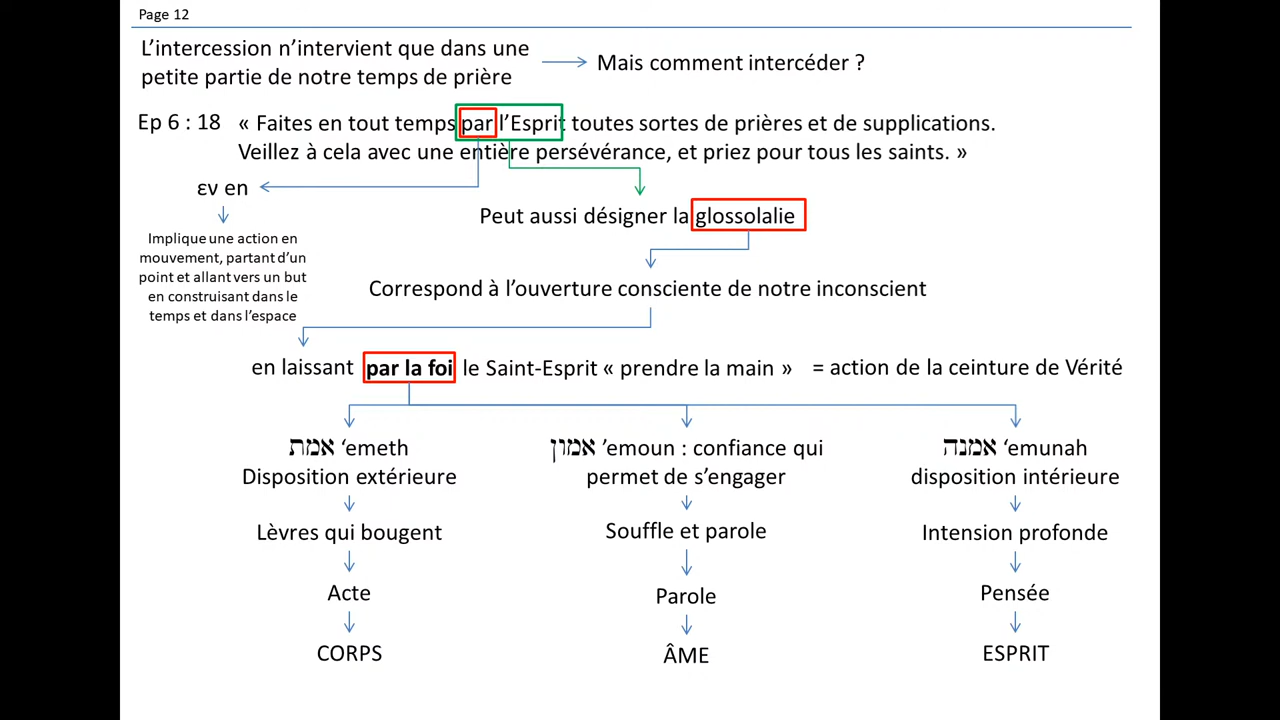 Page 12
L’intercession n’intervient que dans une
petite partie de notre temps de prière
Mais comment intercéder ?
Ep 6 : 18 « Faites en tout temps par l’Esprit toutes sortes de prières et de supplications.
Veillez à cela avec une entière persévérance, et priez pour tous les saints. »
εν en
Implique une action en
mouvement, partant d’un
point et allant vers un but
en construisant dans le
temps et dans l’espace
Peut aussi désigner la glossolalie
Correspond à l’ouverture consciente de notre inconscient
en laissant par la foi le Saint-Esprit « prendre la main » = action de la ceinture de Vérité
אמת ‘emeth
Disposition extérieure
Lèvres qui bougent
Acte
CORPS
אמון ’emoun : confiance qui
permet de s’engager
Souffle et parole
Parole
ÂME
אמנה ‘emunah
disposition intérieure
Intension profonde
Pensée
ESPRIT